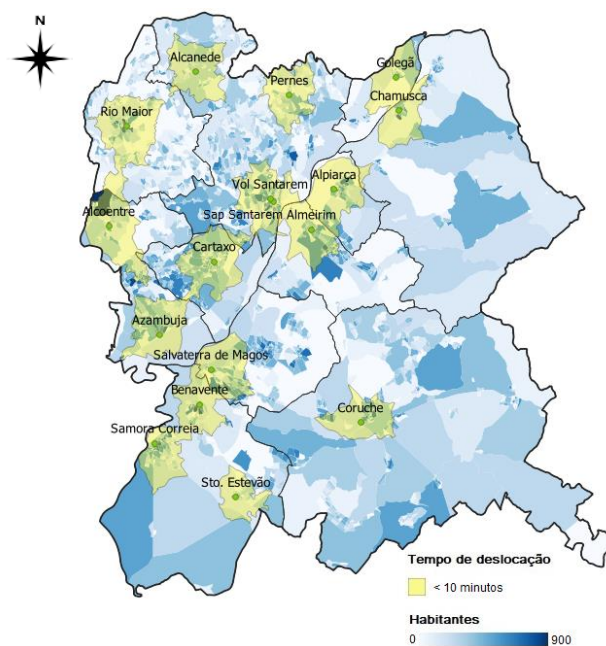 N
Alcanede
Golegã
Pernes
Chamusca
Rio Maior
Alpiarça
Vol Santarem
Alcoentre
Sap Santarem Almeirim
Cartaxo
Azambuja
Salvaterra de Magos
Benavente
Coruche
Samora Correia
Sto. Estevão
Tempo de deslocação
< 10 minutos
Habitantes
0 900